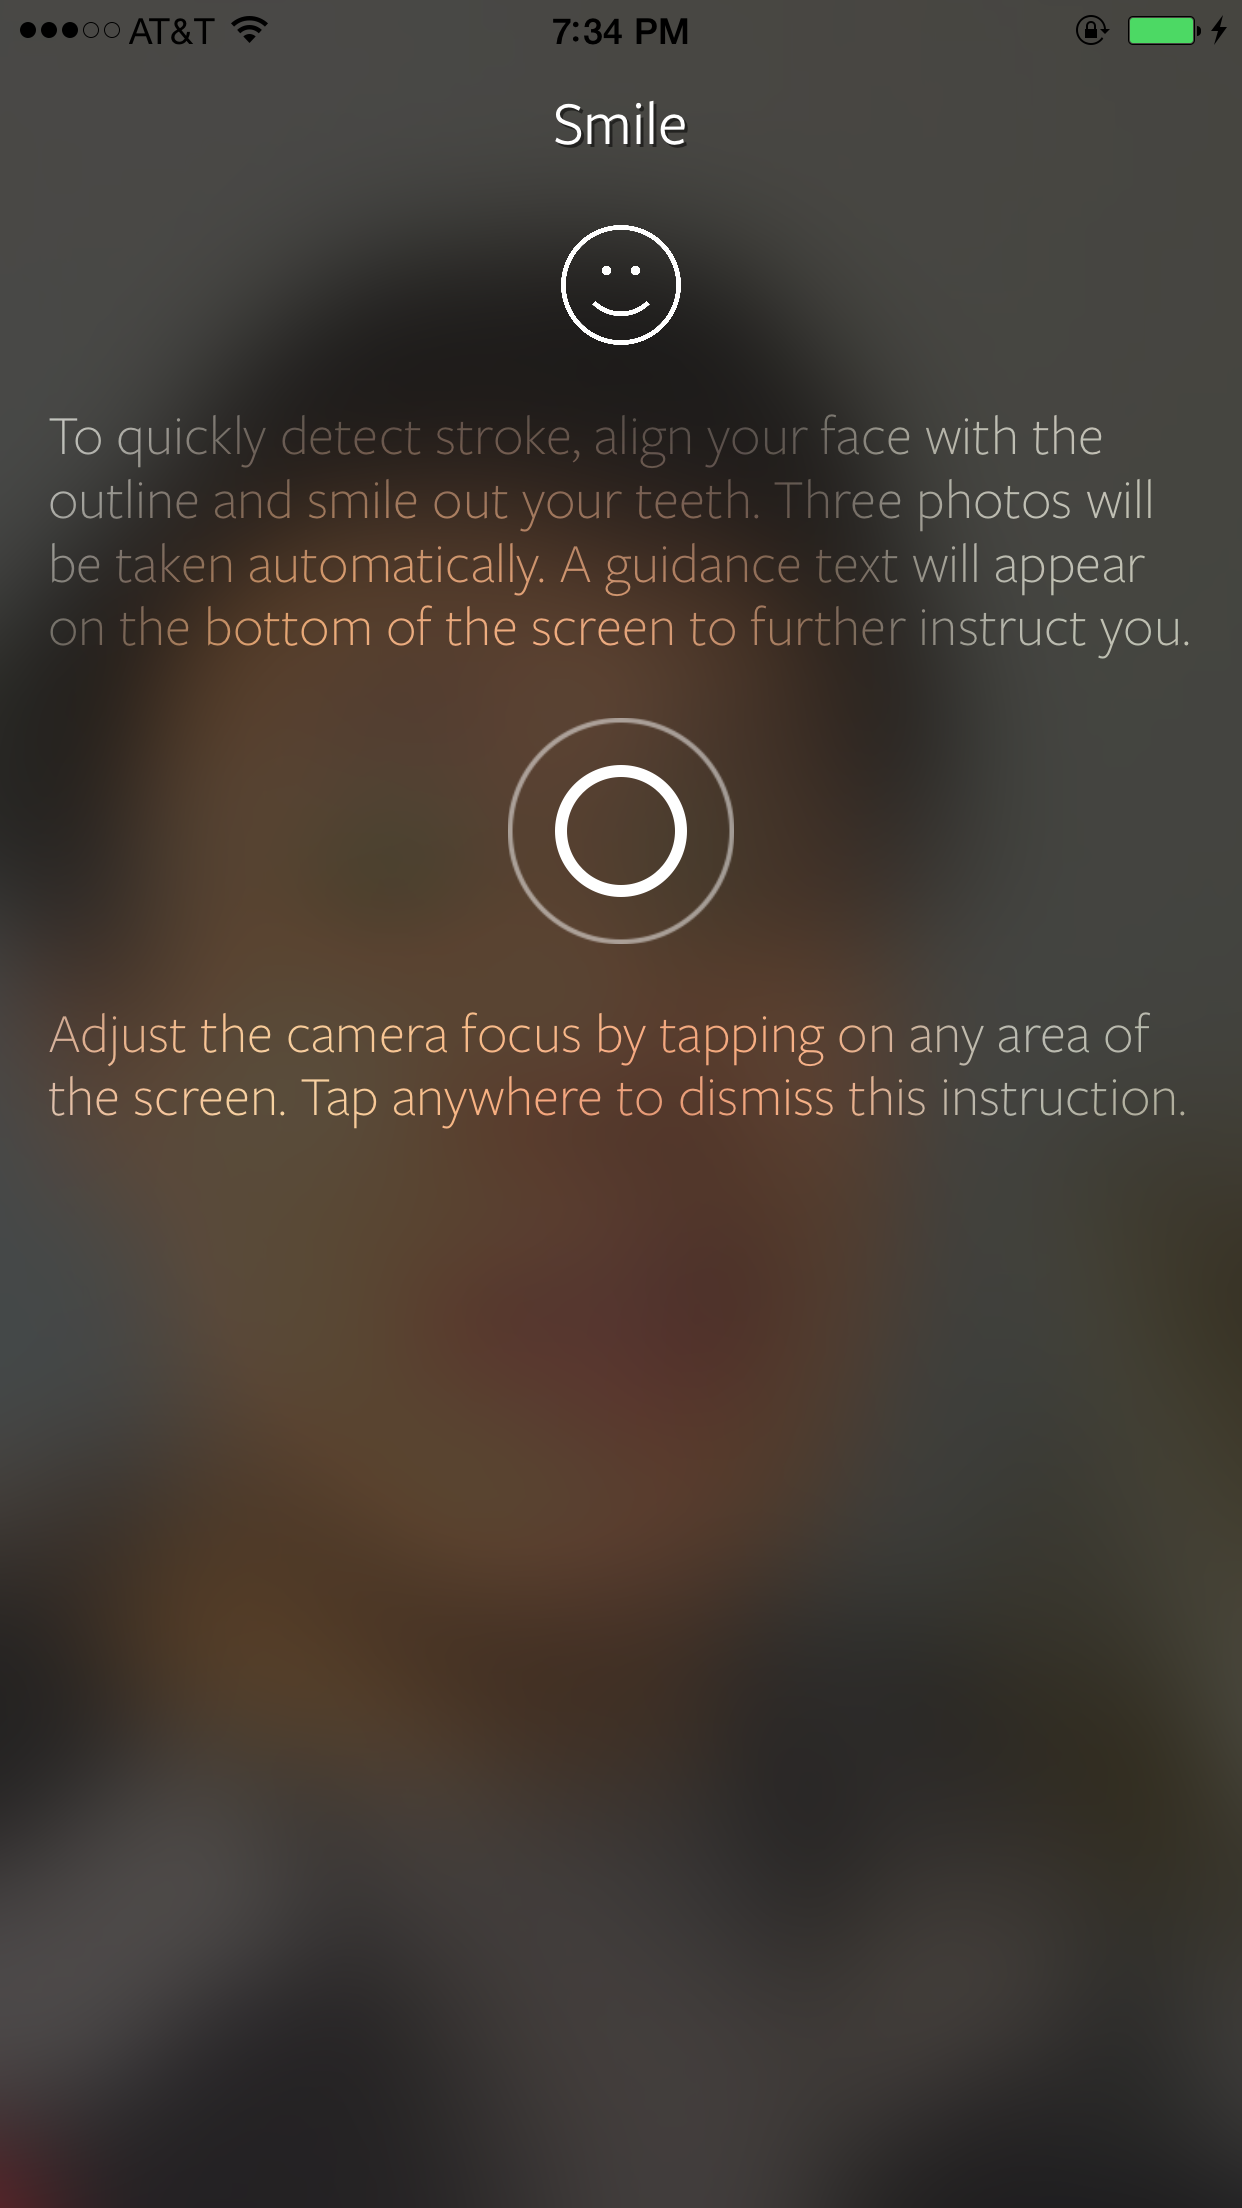 AT&T 7:34 PM
Smile
To quickly detect stroke, align your face with the
outline and smile out your teeth. Three photos will
be taken automatically. A guidance text will appear
on the bottom of the screen to further instruct you.
Adjust the camera focus by tapping on any area of
the screen. Tap anywhere to dismiss this instruction.